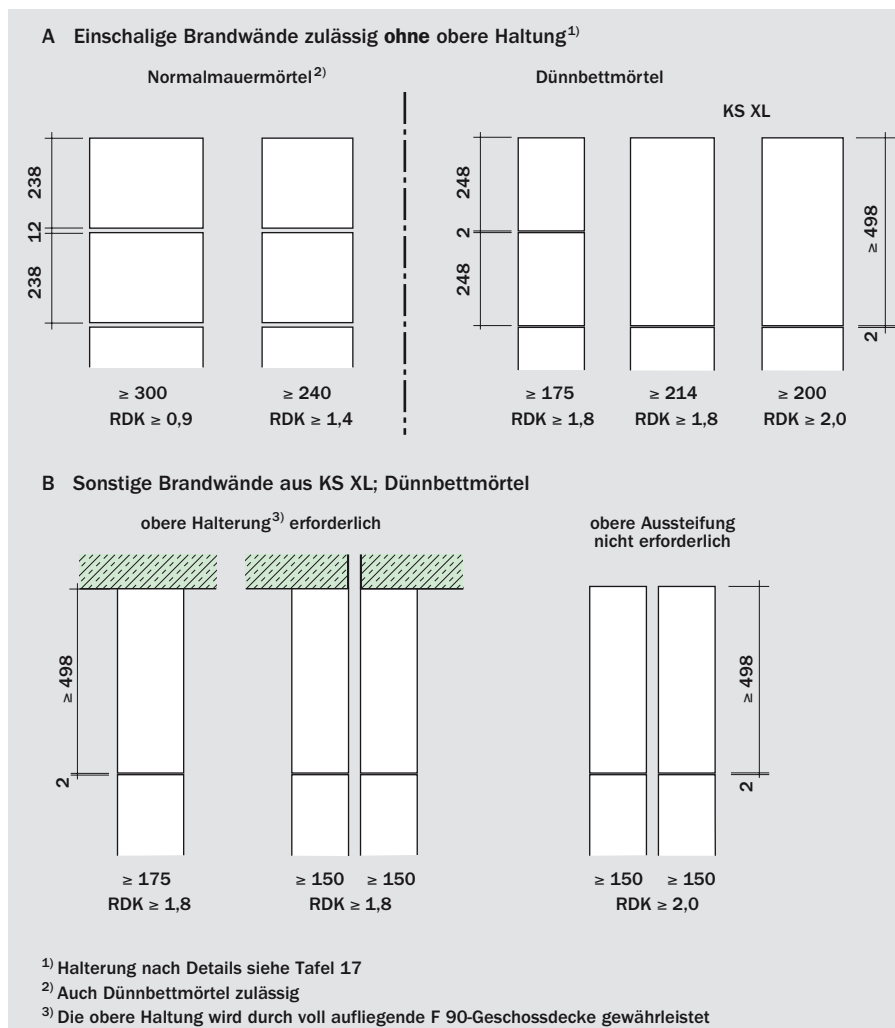 A Einschalige Brandwände zulässig ohne obere Haltung1)
Normalmauermörtel2)
Dünnbettmörtel
KS XL
238
12
238
248
2
248
≥ 498
2
≥ 300
RDK ≥ 0,9
≥ 240
RDK ≥ 1,4
≥ 175
RDK ≥ 1,8
≥ 214
RDK ≥ 1,8
≥ 200
RDK ≥ 2,0
B Sonstige Brandwände aus KS XL; Dünnbettmörtel
obere Halterung3) erforderlich
obere Aussteifung
nicht erforderlich
≥ 498
2
≥ 498
2
≥ 175
RDK ≥ 1,8
≥ 150 ≥ 150
RDK ≥ 1,8
≥ 150 ≥ 150
RDK ≥ 2,0
1) Halterung nach Details siehe Tafel 17
2) Auch Dünnbettmörtel zulässig
3) Die obere Haltung wird durch voll aufliegende F 90-Geschossdecke gewährleistet